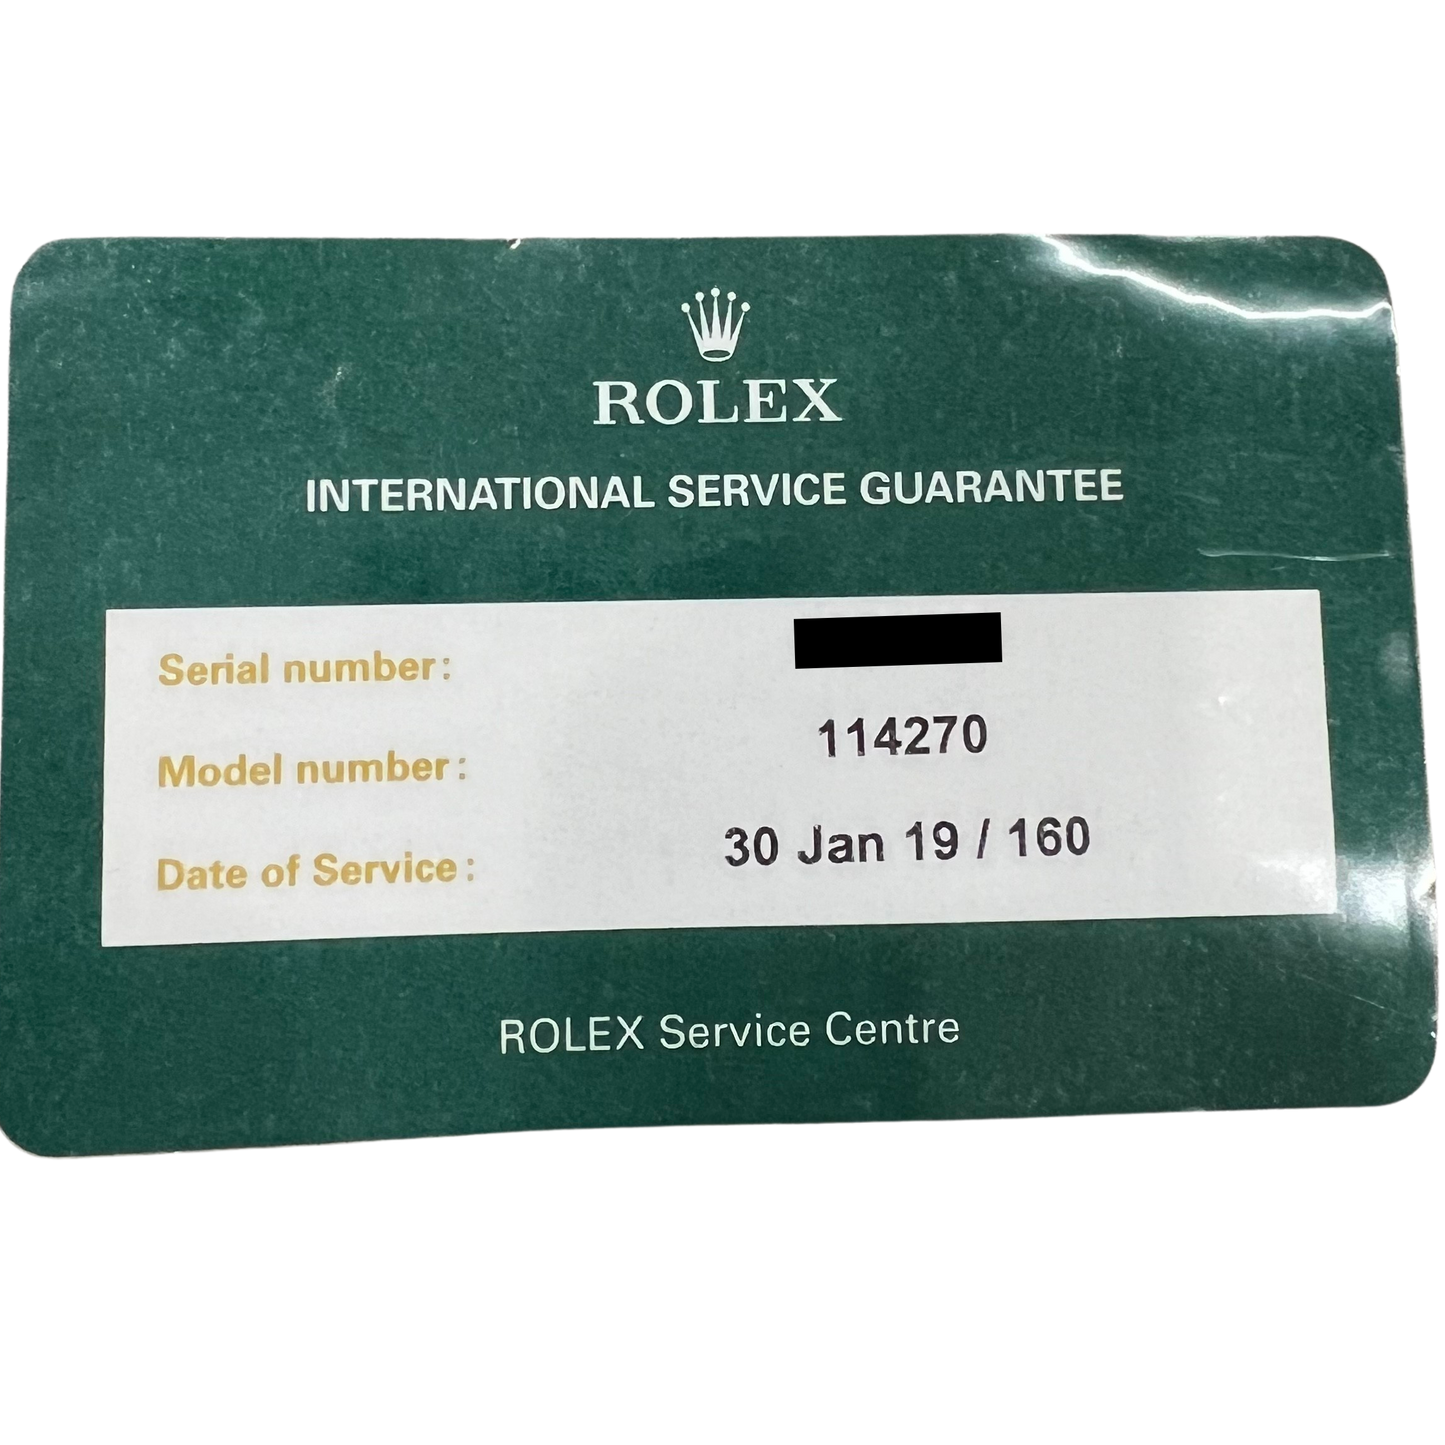 ROLEX
INTERNATIONAL SERVICE GUARANTEE
Serial number:
Model number: 114270
Date of Service: 30 Jan 19 / 160
ROLEX Service Centre